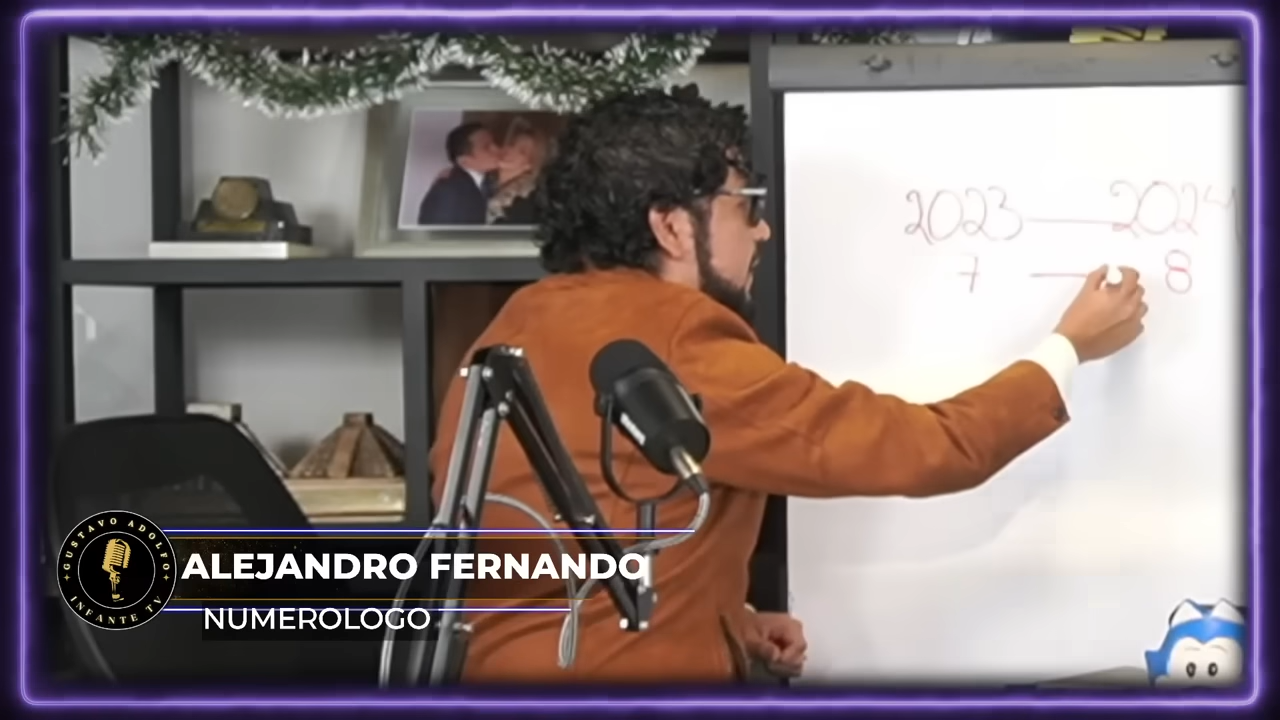 2023 — 2024
7 — 8
GUSTAVO ADOLFO
INFANTE TV
ALEJANDRO FERNANDO
NUMEROLOGO